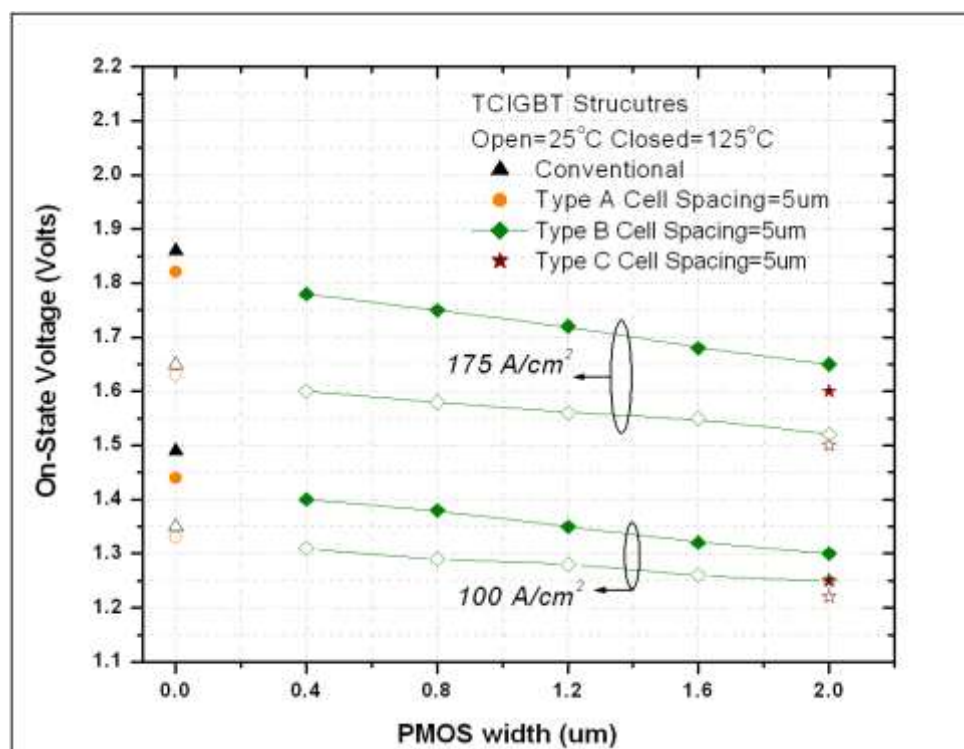 2.2
2.1
2.0
1.9
1.8
1.7
1.6
1.5
1.4
1.3
1.2
1.1
On-State Voltage (Volts)
TCIGBT Strucutres
Open=25°C Closed=125°C
Conventional
Type A Cell Spacing=5um
Type B Cell Spacing=5um
Type C Cell Spacing=5um
175 A/cm²
100 A/cm²
0.0 0.4 0.8 1.2 1.6 2.0
PMOS width (um)